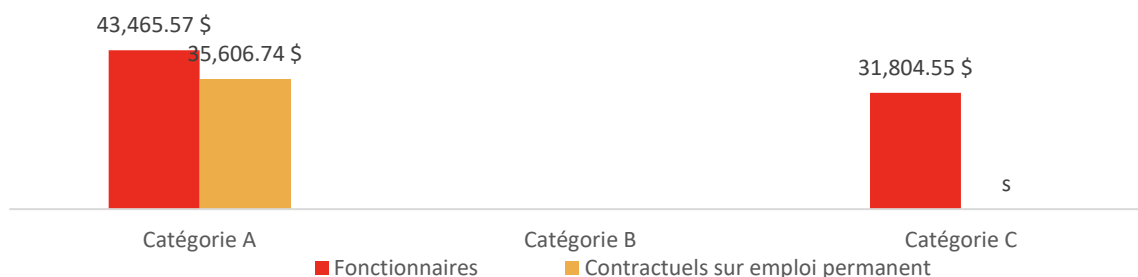 43,465.57 $
35,606.74 $
31,804.55 $
s
Catégorie A Catégorie B Catégorie C
Fonctionnaires Contractuels sur emploi permanent